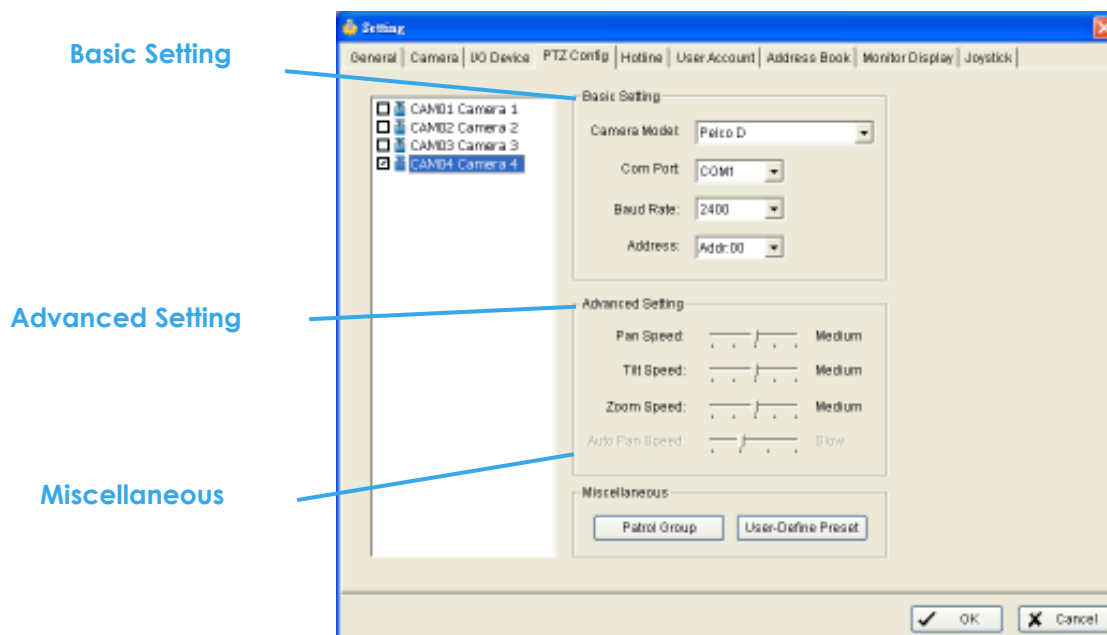 Setting
General Camera I/O Device PTZ Config Hotline User Account Address Book Monitor Display Joystick
Basic Setting
Advanced Setting
Miscellaneous
CAM01 Camera 1
CAM02 Camera 2
CAM03 Camera 3
CAM04 Camera 4
Basic Setting
Camera Model: Pelco D
Com Port: COM1
Baud Rate: 2400
Address: Addr:00
Advanced Setting
Pan Speed: Medium
Tilt Speed: Medium
Zoom Speed: Medium
Auto Pan Speed: Slow
Miscellaneous
Patrol Group User-Define Preset
OK Cancel